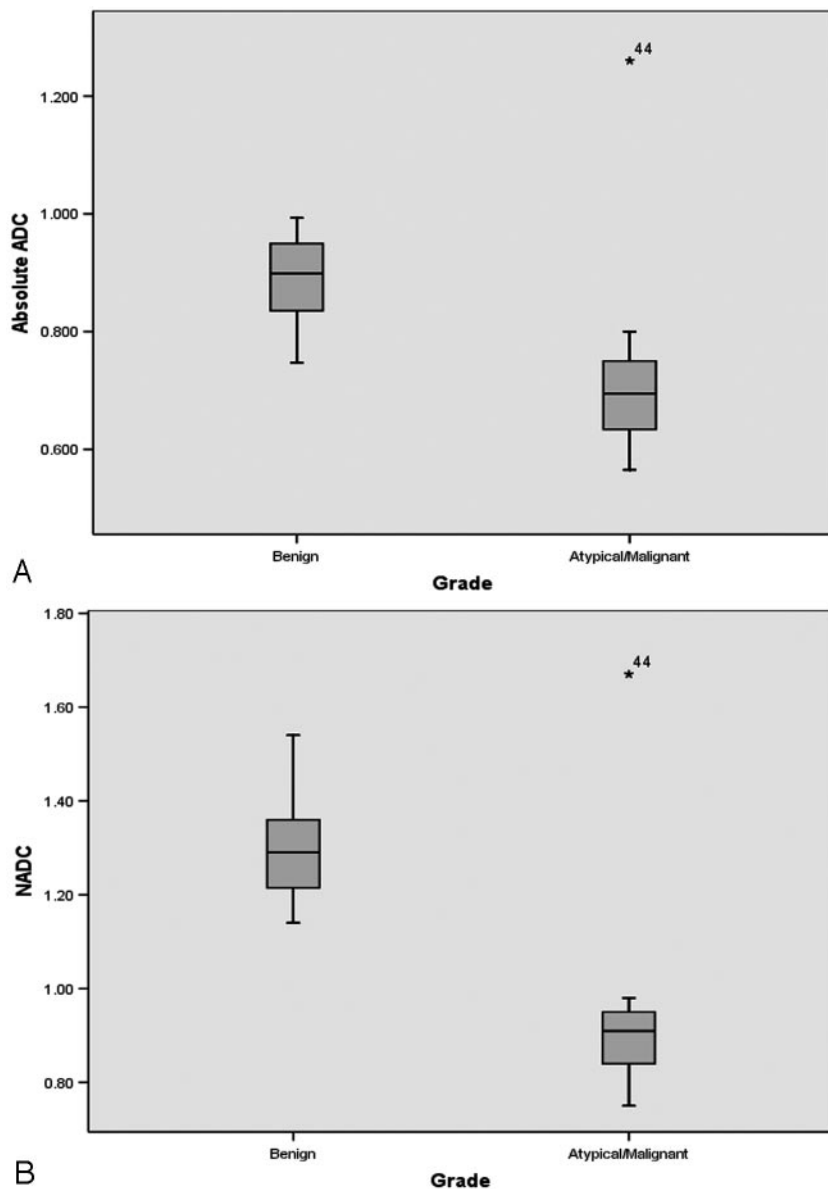 44
*
1.200
1.000
Absolute ADC
0.800
0.600
Benign Atypical/Malignant
A
Grade
1.80
44
*
1.60
1.40
NADC
1.20
1.00
0.80
Benign Atypical/Malignant
B
Grade